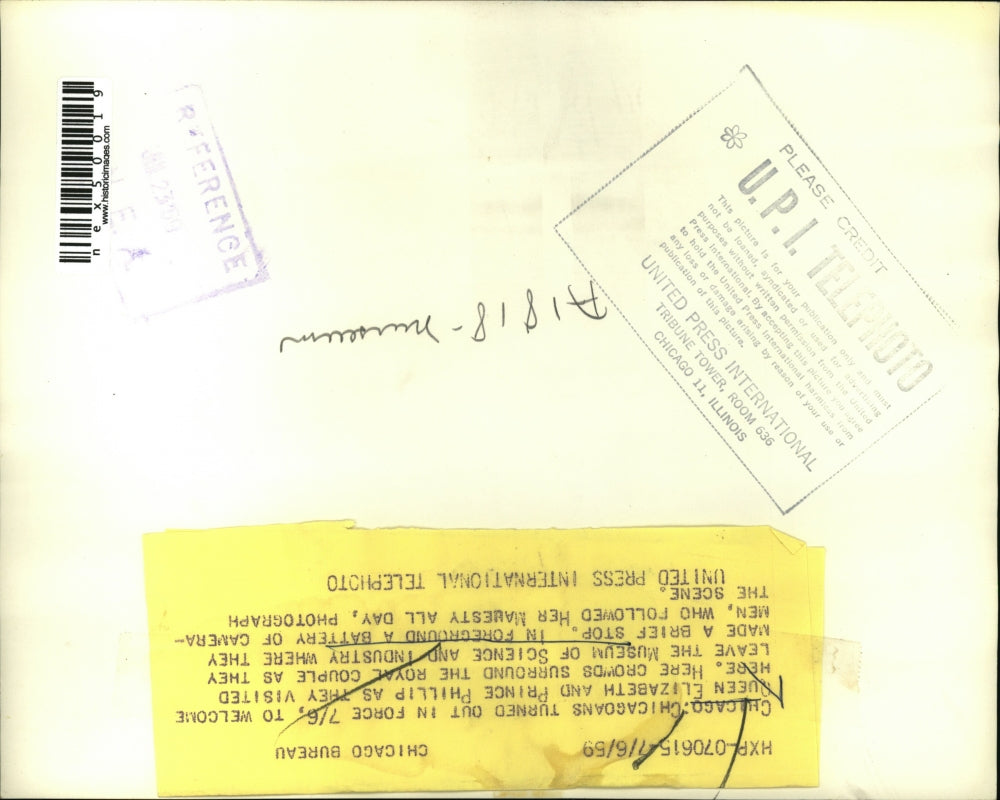 nex50019
www.historicimages.com
REFERENCE
E A
PLEASE CREDIT
U.P.I. TELEPHOTO
This picture is for your publication only and must
not be loaned, syndicated or used for advertising
purposes without written permission from the United
Press International. By accepting this picture you agree
to hold the United Press International harmless from
any loss or damage arising by reason of your use or
publication of this picture.
UNITED PRESS INTERNATIONAL
TRIBUNE TOWER, ROOM 636
CHICAGO 11, ILLINOIS
A1818- museum
HXP-070615-7/6/59 CHICAGO BUREAU
CHICAGO: CHICAGOANS TURNED OUT IN FORCE 7/6, TO WELCOME
QUEEN ELIZABETH AND PRINCE PHILLIP AS THEY VISITED
HERE. HERE CROWDS SURROUND THE ROYAL COUPLE AS THEY
LEAVE THE MUSEUM OF SCIENCE AND INDUSTRY WHERE THEY
MADE A BRIEF STOP. IN FOREGROUND A BATTERY OF CAMERA-
MEN, WHO FOLLOWED HER MAJESTY ALL DAY, PHOTOGRAPH
THE SCENE.
UNITED PRESS INTERNATIONAL TELEPHOTO